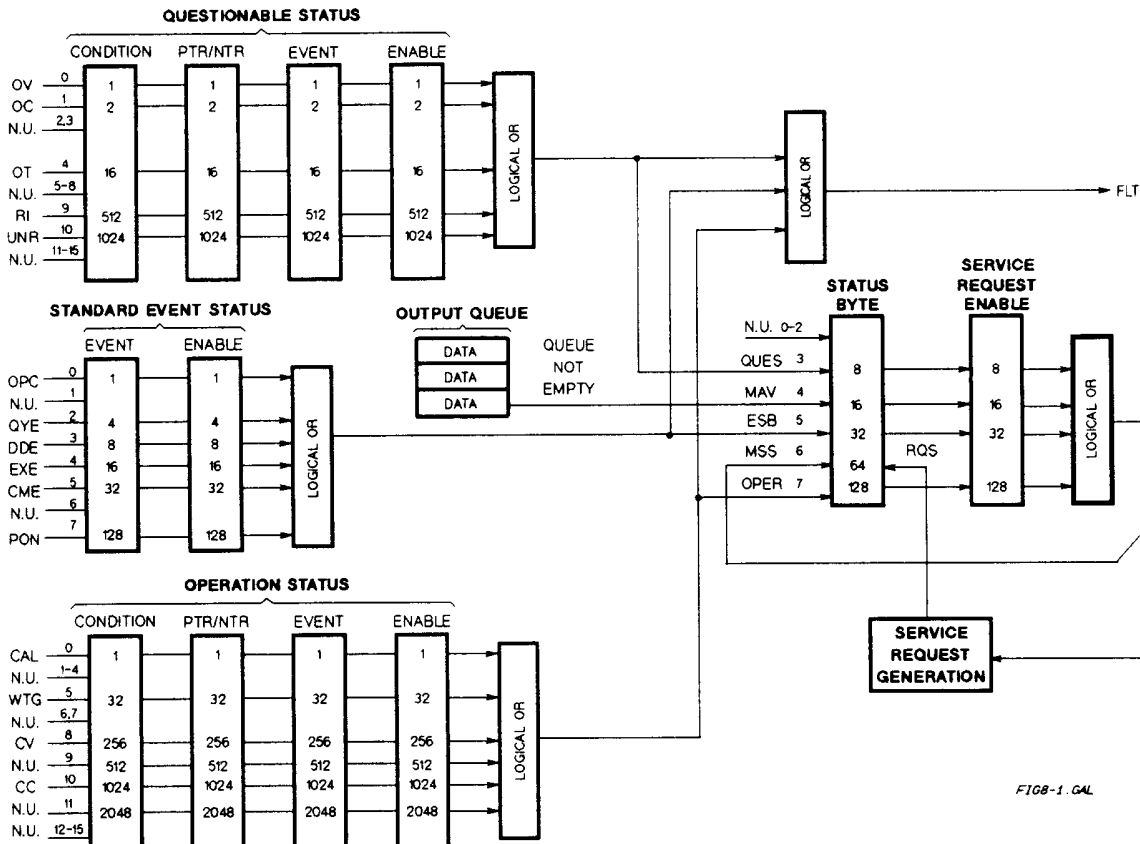 QUESTIONABLE STATUS
CONDITION PTR/NTR EVENT ENABLE
OV 0 1 1 1 1
OC 1 2 2 2 2
N.U. 2,3
OT 4 16 16 16 16
N.U. 5-8
RI 9 512 512 512 512
UNR 10 1024 1024 1024 1024
N.U. 11-15
LOGICAL OR
LOGICAL OR
FLT
STANDARD EVENT STATUS
EVENT ENABLE
OPC 0 1 1
N.U. 1
QYE 2 4 4
DDE 3 8 8
EXE 4 16 16
CME 5 32 32
N.U. 6
PON 7 128 128
LOGICAL OR
OUTPUT QUEUE
DATA
DATA
DATA
QUEUE
NOT
EMPTY
STATUS
BYTE
SERVICE
REQUEST
ENABLE
N.U. 0-2
QUES 3 8 8
MAV 4 16 16
ESB 5 32 32
MSS 6 64 RQS
OPER 7 128 128
LOGICAL OR
SERVICE
REQUEST
GENERATION
OPERATION STATUS
CONDITION PTR/NTR EVENT ENABLE
CAL 0 1 1 1 1
N.U. 1-4
WTG 5 32 32 32 32
N.U. 6,7
CV 8 256 256 256 256
N.U. 9 512 512 512 512
CC 10 1024 1024 1024 1024
N.U. 11 2048 2048 2048 2048
N.U. 12-15
LOGICAL OR
FIG8-1.GAL